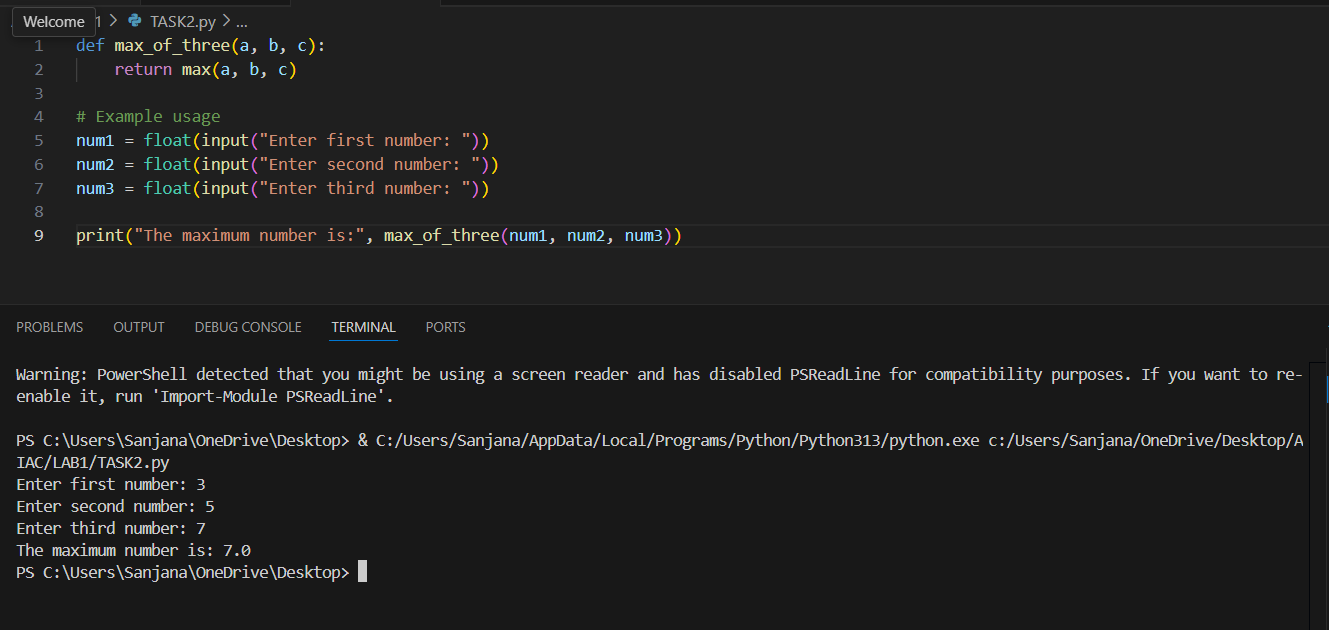 Welcome 1 > TASK2.py > ...
1 def max_of_three(a, b, c):
2     return max(a, b, c)
3
4 # Example usage
5 num1 = float(input("Enter first number: "))
6 num2 = float(input("Enter second number: "))
7 num3 = float(input("Enter third number: "))
8
9 print("The maximum number is:", max_of_three(num1, num2, num3))
PROBLEMS OUTPUT DEBUG CONSOLE TERMINAL PORTS
Warning: PowerShell detected that you might be using a screen reader and has disabled PSReadLine for compatibility purposes. If you want to re-
enable it, run 'Import-Module PSReadLine'.
PS C:\Users\Sanjana\OneDrive\Desktop> & C:/Users/Sanjana/AppData/Local/Programs/Python/Python313/python.exe c:/Users/Sanjana/OneDrive/Desktop/A
IAC/LAB1/TASK2.py
Enter first number: 3
Enter second number: 5
Enter third number: 7
The maximum number is: 7.0
PS C:\Users\Sanjana\OneDrive\Desktop>